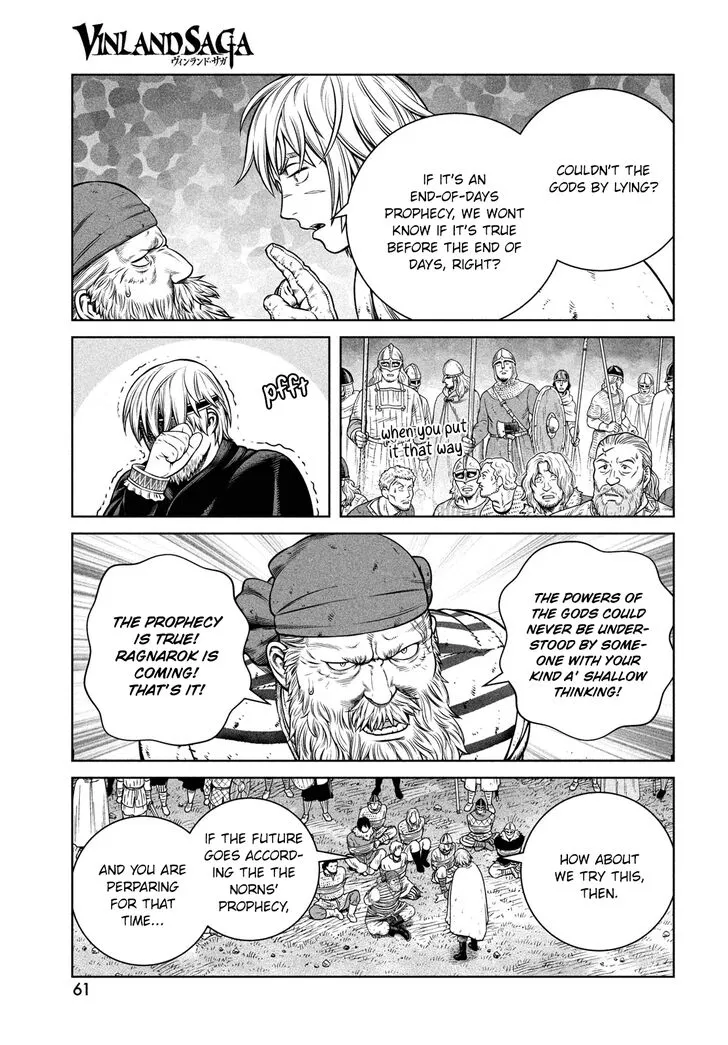 VINLAND SAGA
ヴィンランド・サガ
COULDN'T THE
GODS BY LYING?
IF IT'S AN
END-OF-DAYS
PROPHECY, WE WONT
KNOW IF IT'S TRUE
BEFORE THE END OF
DAYS, RIGHT?
when you put
it that way
pfft
THE POWERS OF
THE GODS COULD
NEVER BE UNDER-
STOOD BY SOME-
ONE WITH YOUR
KIND A' SHALLOW
THINKING!
THE PROPHECY
IS TRUE!
RAGNAROK IS
COMING!
THAT'S IT!
HOW ABOUT
WE TRY THIS,
THEN.
IF THE FUTURE
GOES ACCORD-
ING THE THE
NORNS'
PROPHECY,
AND YOU ARE
PERPARING
FOR THAT
TIME...
61